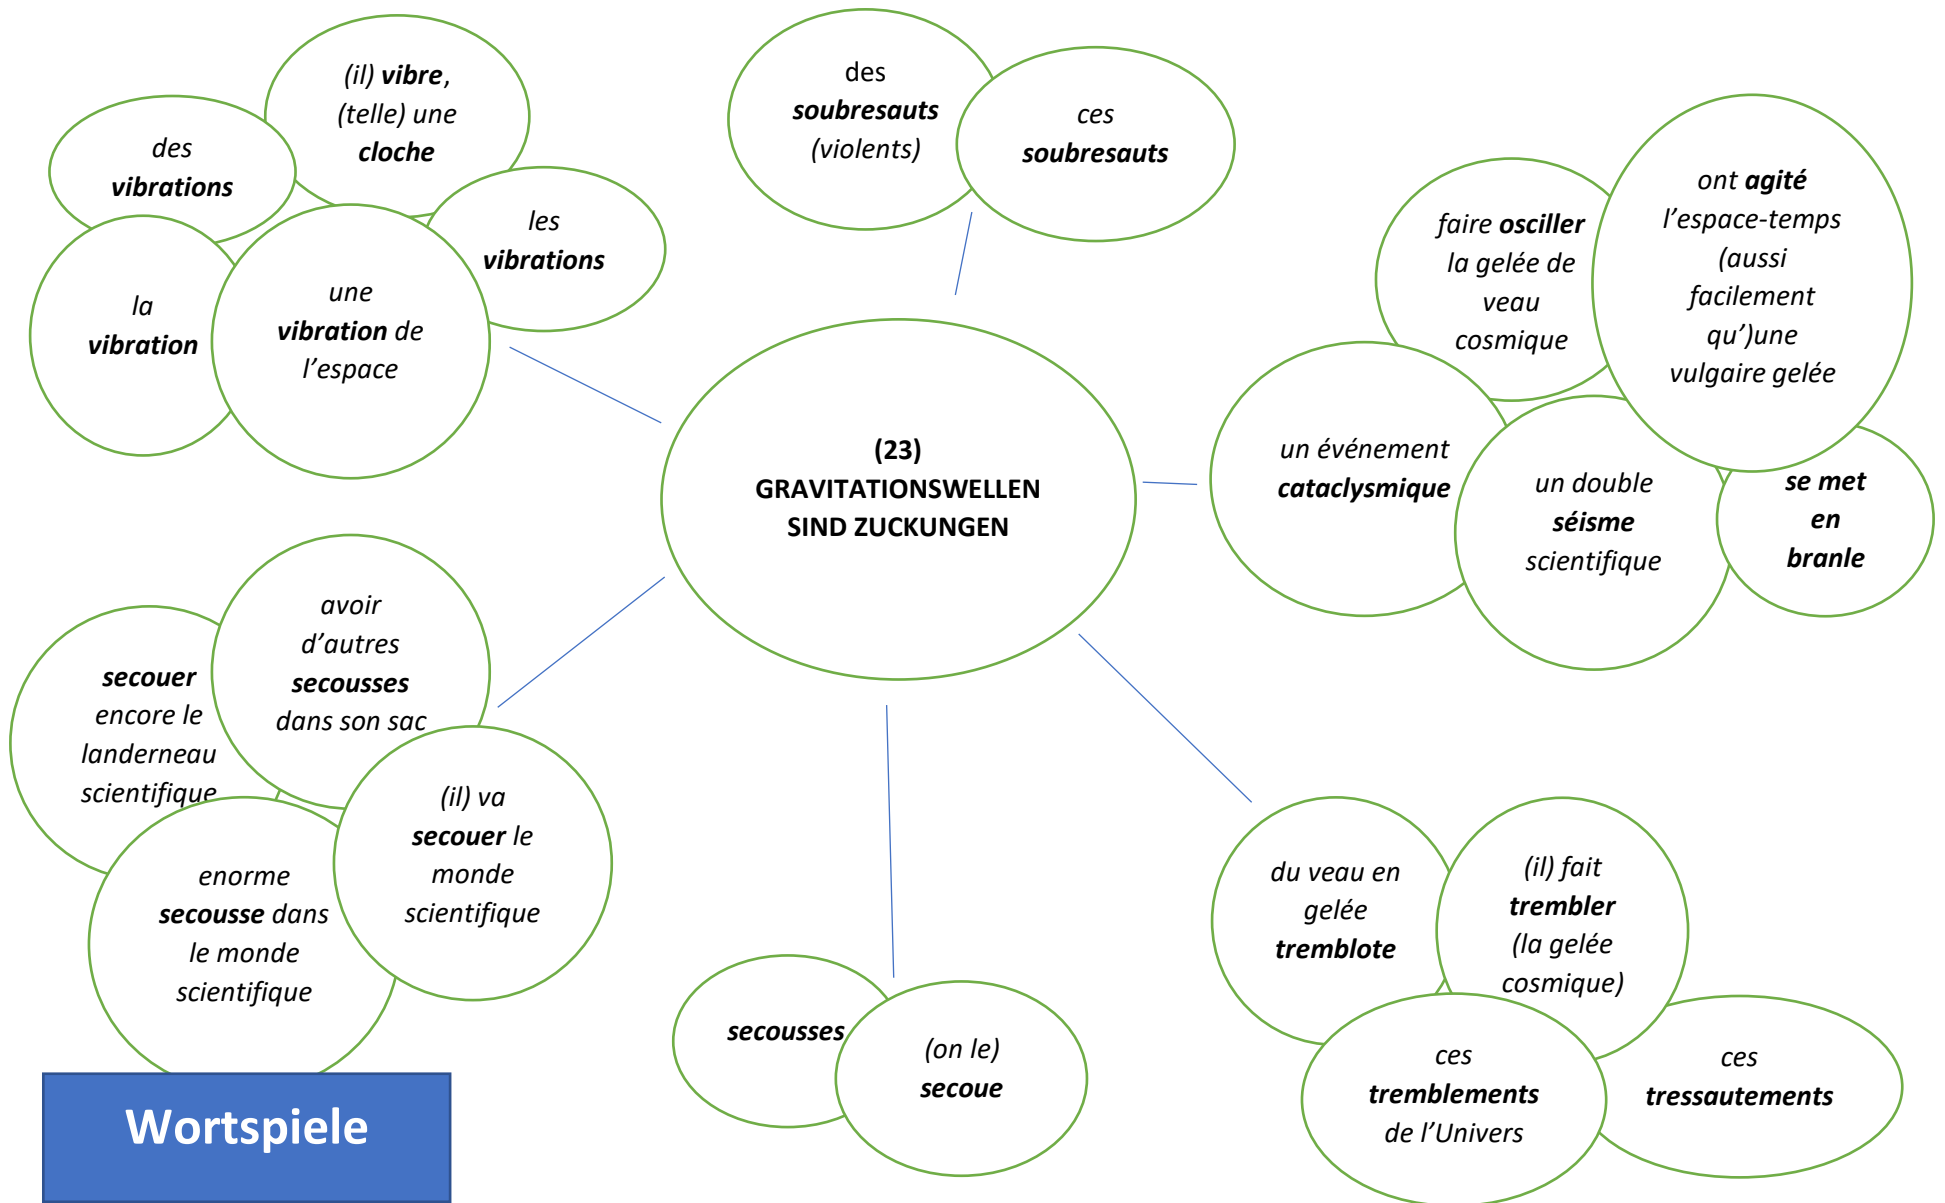 (il) vibre,
(telle) une
cloche
des
vibrations
les
vibrations
la
vibration
une
vibration de
l’espace
des
soubresauts
(violents)
ces
soubresauts
faire osciller
la gelée de
veau
cosmique
ont agité
l’espace-temps
(aussi
facilement
qu’)une
vulgaire gelée
un événement
cataclysmique
un double
séisme
scientifique
se met
en
branle
(23)
GRAVITATIONSWELLEN
SIND ZUCKUNGEN
secouer
encore le
landerneau
scientifique
avoir
d’autres
secousses
dans son sac
(il) va
secouer le
monde
scientifique
enorme
secousse dans
le monde
scientifique
secousses
(on le)
secoue
du veau en
gelée
tremblote
(il) fait
trembler
(la gelée
cosmique)
ces
tremblements
de l’Univers
ces
tressautements
Wortspiele